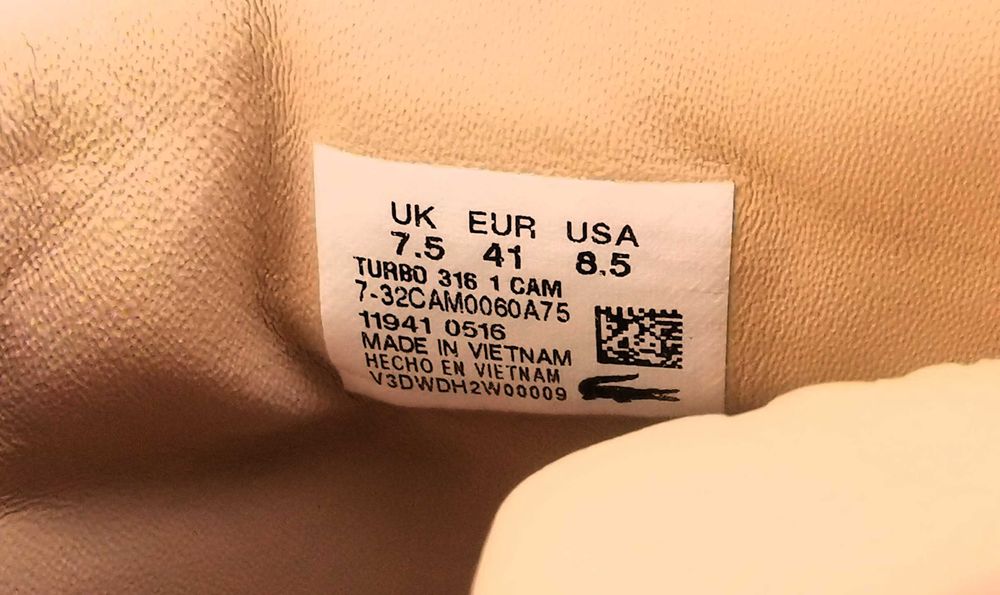 UK EUR USA
7.5 41 8.5
TURBO 316 1 CAM
7-32CAM0060A75
11941 0516
MADE IN VIETNAM
HECHO EN VIETNAM
V3DWDH2W00009